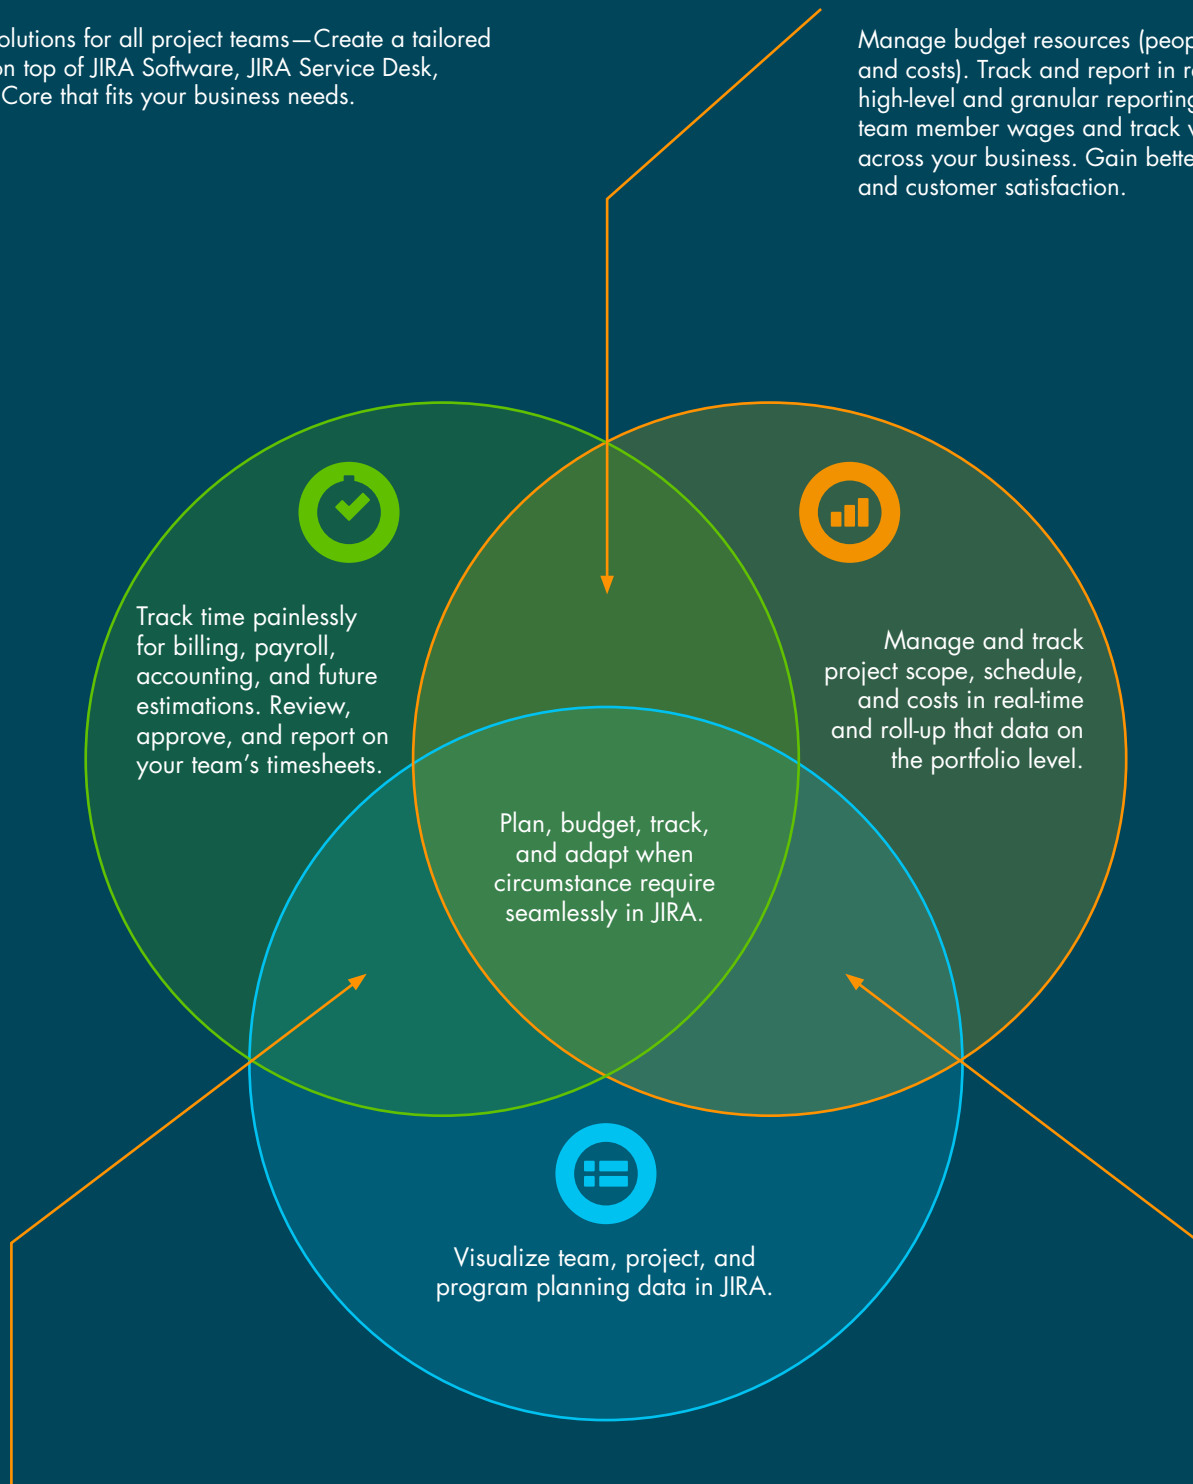 olutions for all project teams—Create a tailored
on top of JIRA Software, JIRA Service Desk,
Core that fits your business needs.
Manage budget resources (peop
and costs). Track and report in r
high-level and granular reporting
team member wages and track
across your business. Gain bette
and customer satisfaction.
Track time painlessly
for billing, payroll,
accounting, and future
estimations. Review,
approve, and report on
your team's timesheets.
Manage and track
project scope, schedule,
and costs in real-time
and roll-up that data on
the portfolio level.
Plan, budget, track,
and adapt when
circumstance require
seamlessly in JIRA.
Visualize team, project, and
program planning data in JIRA.